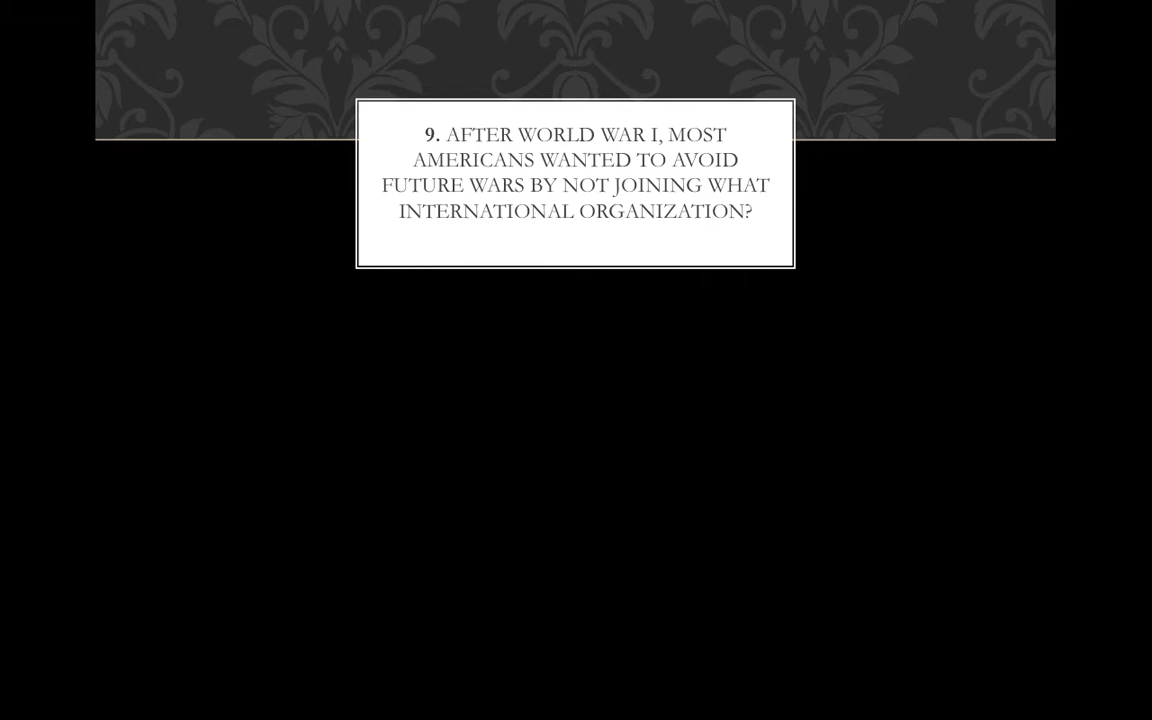 9. AFTER WORLD WAR I, MOST
AMERICANS WANTED TO AVOID
FUTURE WARS BY NOT JOINING WHAT
INTERNATIONAL ORGANIZATION?